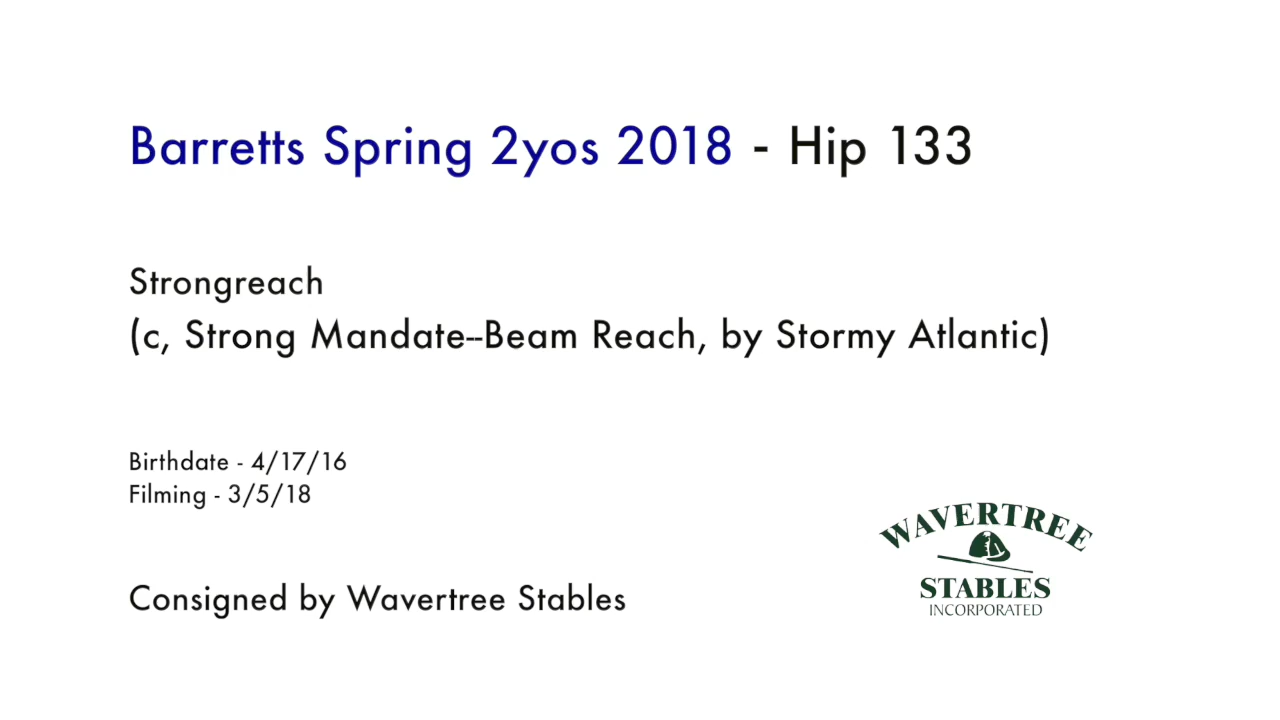 Barretts Spring 2yos 2018 - Hip 133
Strongreach
(c, Strong Mandate--Beam Reach, by Stormy Atlantic)
Birthdate - 4/17/16
Filming - 3/5/18
Consigned by Wavertree Stables
WAVERTREE
STABLES
INCORPORATED